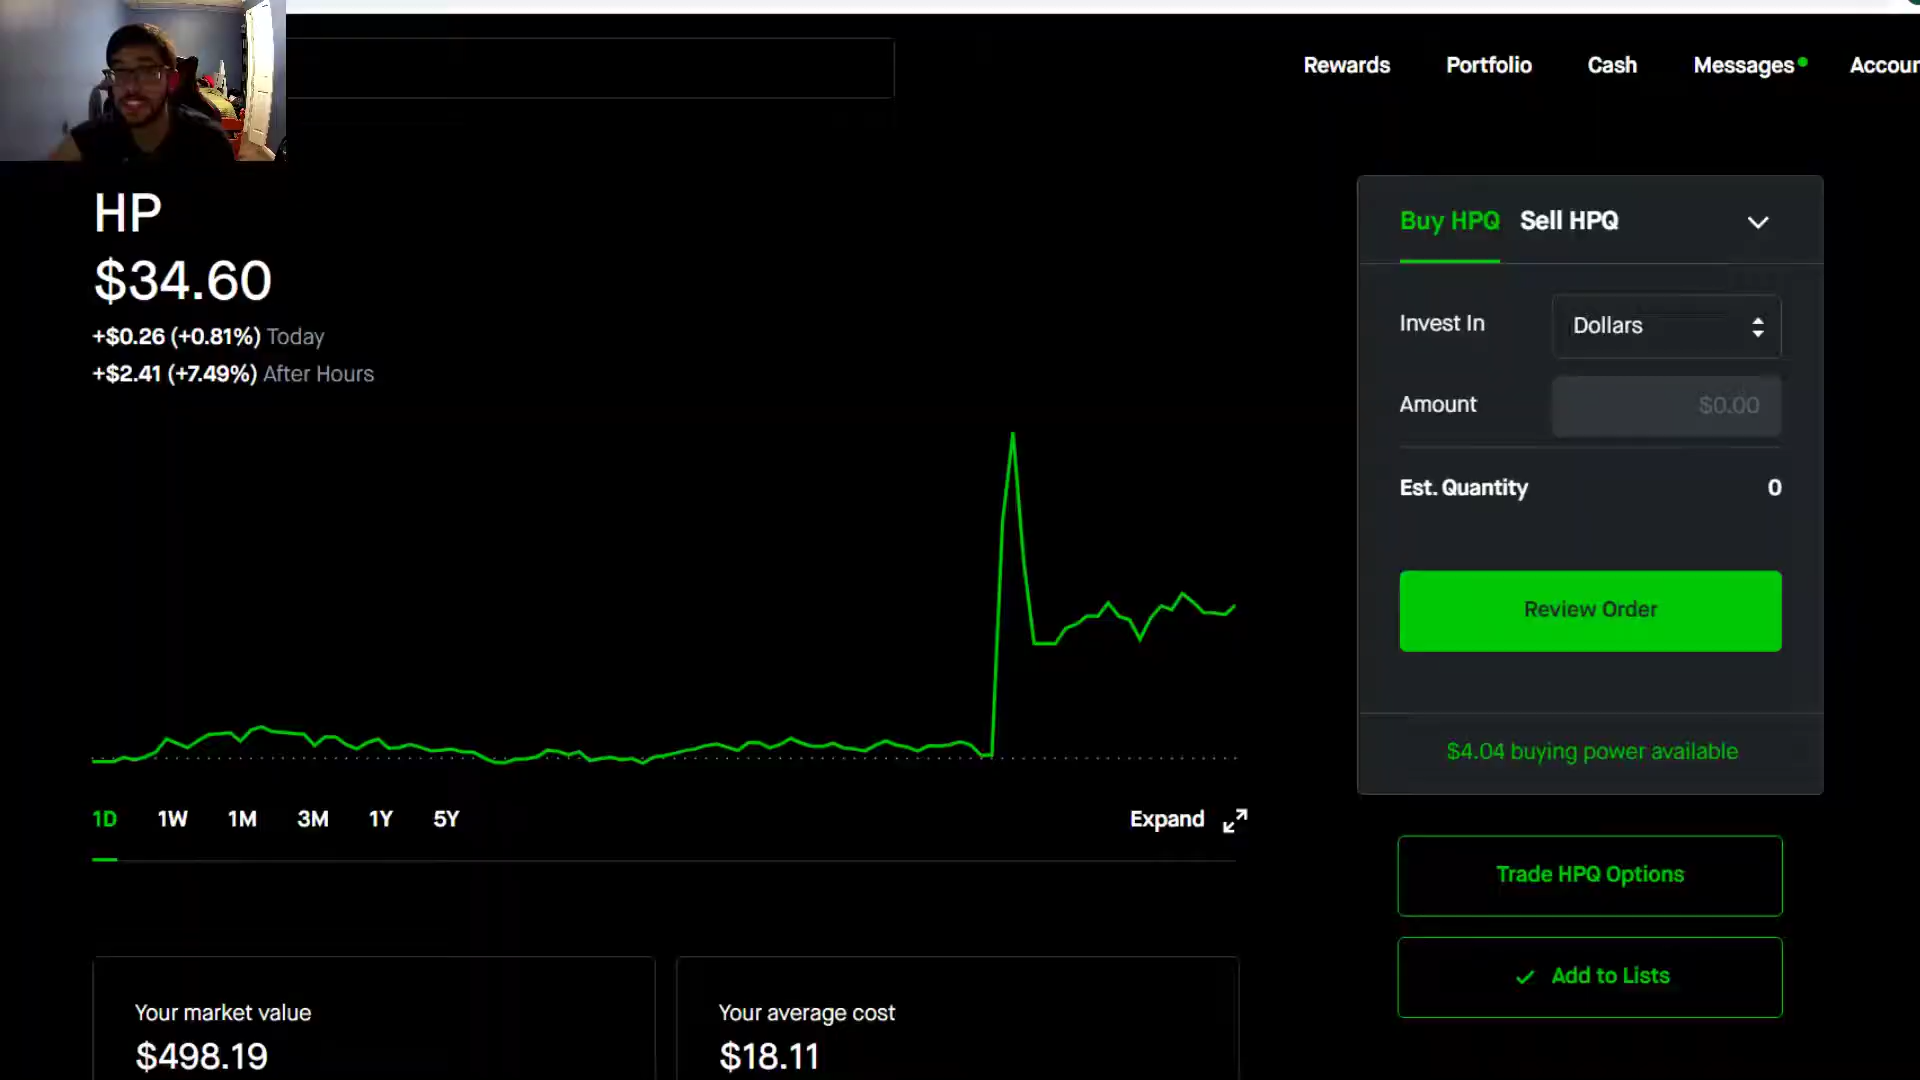 Rewards Portfolio Cash Messages Accoun
HP
$34.60
+$0.26 (+0.81%) Today
+$2.41 (+7.49%) After Hours
1D 1W 1M 3M 1Y 5Y Expand
Your market value
$498.19
Your average cost
$18.11
Buy HPQ Sell HPQ
Invest In Dollars
Amount $0.00
Est. Quantity 0
Review Order
$4.04 buying power available
Trade HPQ Options
Add to Lists